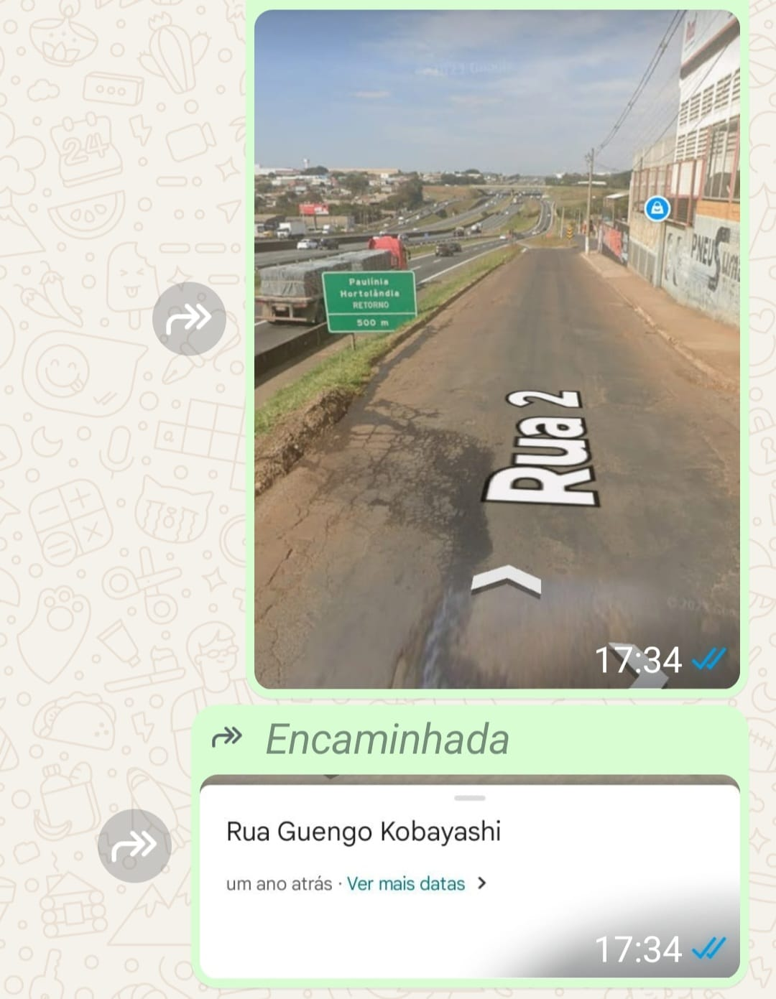 Paulínia
Hortolândia
RETORNO
500 m
PNEUS
Rua 2
17:34
Encaminhada
Rua Guengo Kobayashi
um ano atrás · Ver mais datas
17:34